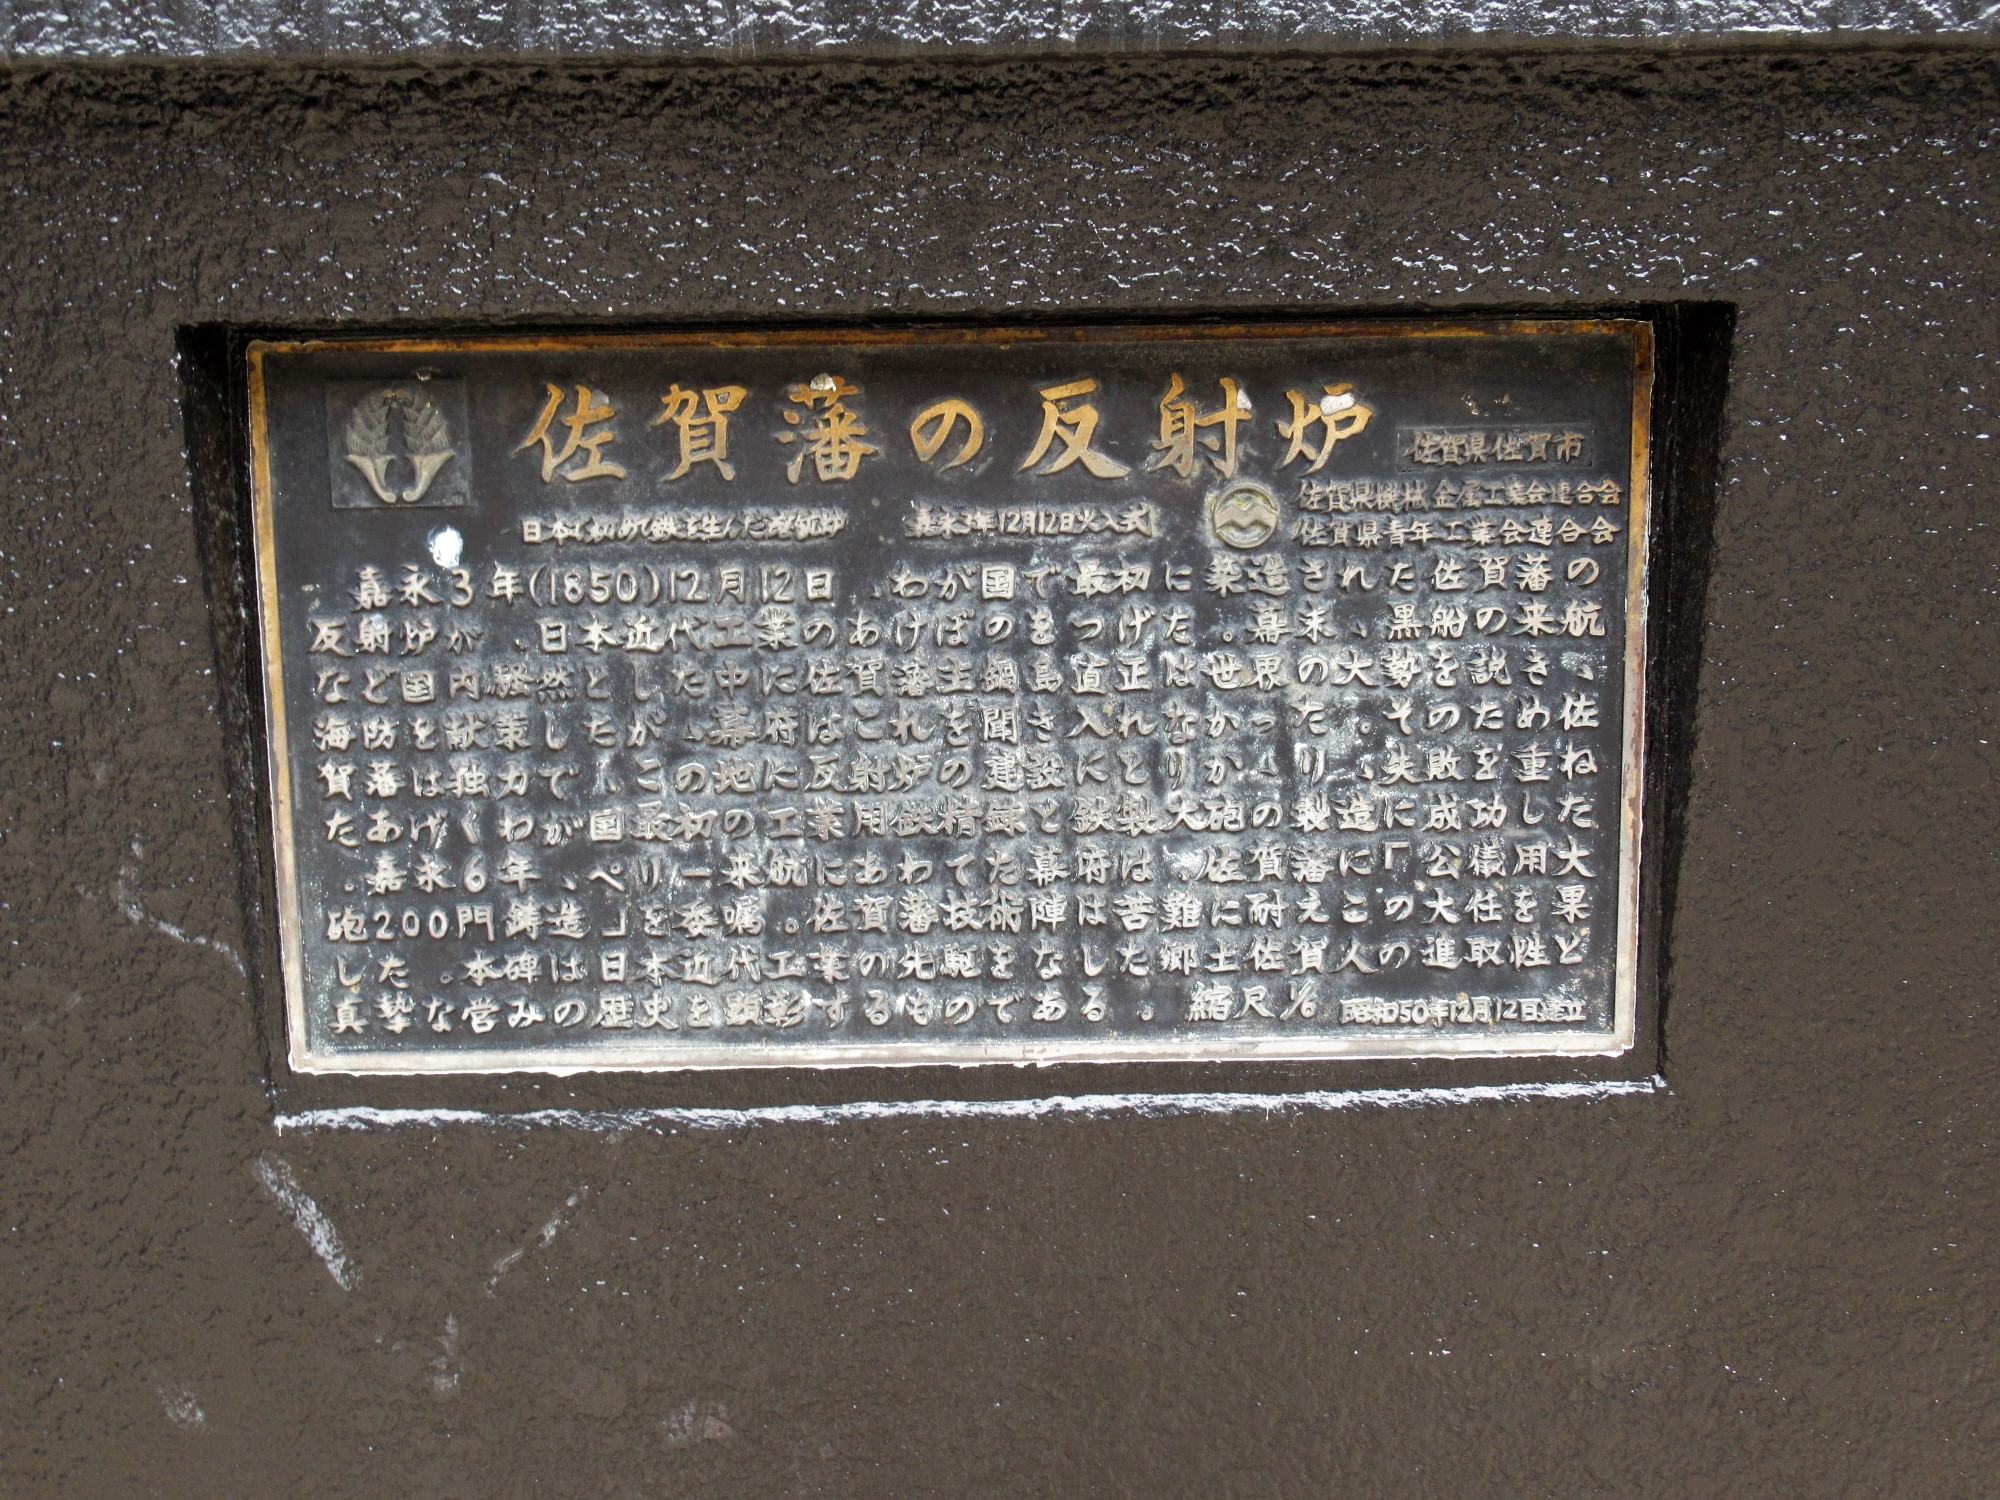 佐賀藩の反射炉
佐賀県佐賀市
佐賀県機械金属工業会連合会
佐賀県青年工業会連合会
日本で初めて鉄を生んだ溶鉱炉 嘉永3年12月12日火入式
嘉永3年(1850)12月12日、わが国で最初に築造された佐賀藩の
反射炉が、日本近代工業のあけぼのをつげた。幕末、黒船の来航
など国内騒然とした中に佐賀藩主鍋島直正は世界の大勢を説き、
海防を献策したが、幕府はこれを聞き入れなかった。そのため佐
賀藩は独力で、この地に反射炉の建設にとりかゝり、失敗を重ね
たあげくわが国最初の工業用鉄精錬と鉄製大砲の製造に成功した
。嘉永6年、ペリー来航にあわてた幕府は、佐賀藩に「公儀用大
砲200門鋳造」を委嘱。佐賀藩技術陣は苦難に耐えこの大任を果
した。本碑は日本近代工業の先駆をなした郷土佐賀人の進取性と
真摯な営みの歴史を顕彰するものである。 縮尺
昭和50年12月12日建立